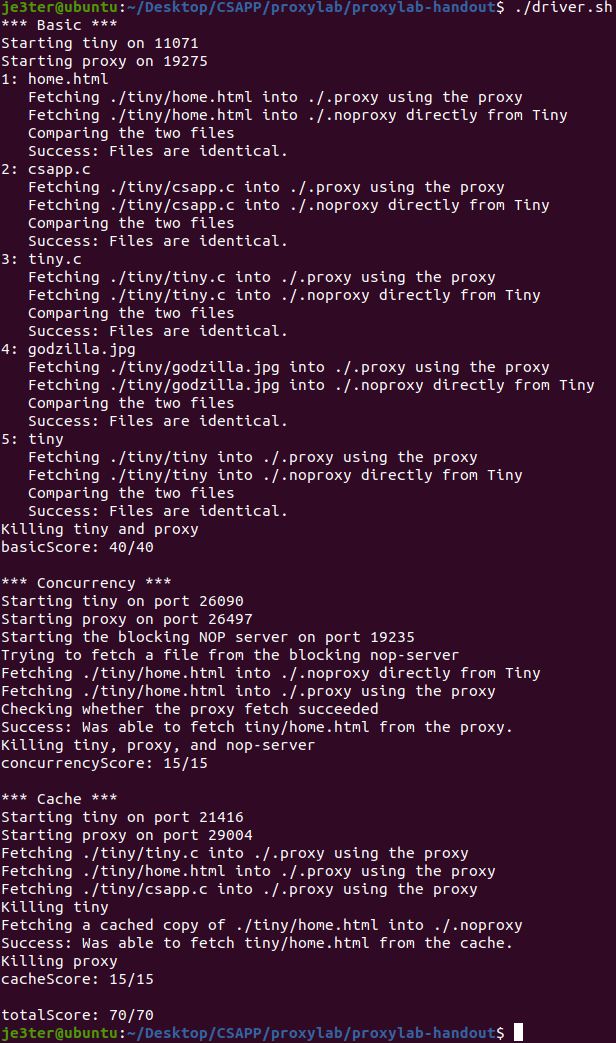 je3ter@ubuntu:~/Desktop/CSAPP/proxylab/proxylab-handout$ ./driver.sh
*** Basic ***
Starting tiny on 11071
Starting proxy on 19275
1: home.html
   Fetching ./tiny/home.html into ./.proxy using the proxy
   Fetching ./tiny/home.html into ./.noproxy directly from Tiny
   Comparing the two files
   Success: Files are identical.
2: csapp.c
   Fetching ./tiny/csapp.c into ./.proxy using the proxy
   Fetching ./tiny/csapp.c into ./.noproxy directly from Tiny
   Comparing the two files
   Success: Files are identical.
3: tiny.c
   Fetching ./tiny/tiny.c into ./.proxy using the proxy
   Fetching ./tiny/tiny.c into ./.noproxy directly from Tiny
   Comparing the two files
   Success: Files are identical.
4: godzilla.jpg
   Fetching ./tiny/godzilla.jpg into ./.proxy using the proxy
   Fetching ./tiny/godzilla.jpg into ./.noproxy directly from Tiny
   Comparing the two files
   Success: Files are identical.
5: tiny
   Fetching ./tiny/tiny into ./.proxy using the proxy
   Fetching ./tiny/tiny into ./.noproxy directly from Tiny
   Comparing the two files
   Success: Files are identical.
Killing tiny and proxy
basicScore: 40/40

*** Concurrency ***
Starting tiny on port 26090
Starting proxy on port 26497
Starting the blocking NOP server on port 19235
Trying to fetch a file from the blocking nop-server
Fetching ./tiny/home.html into ./.noproxy directly from Tiny
Fetching ./tiny/home.html into ./.proxy using the proxy
Checking whether the proxy fetch succeeded
Success: Was able to fetch tiny/home.html from the proxy.
Killing tiny, proxy, and nop-server
concurrencyScore: 15/15

*** Cache ***
Starting tiny on port 21416
Starting proxy on port 29004
Fetching ./tiny/tiny.c into ./.proxy using the proxy
Fetching ./tiny/home.html into ./.proxy using the proxy
Fetching ./tiny/csapp.c into ./.proxy using the proxy
Killing tiny
Fetching a cached copy of ./tiny/home.html into ./.noproxy
Success: Was able to fetch tiny/home.html from the cache.
Killing proxy
cacheScore: 15/15

totalScore: 70/70
je3ter@ubuntu:~/Desktop/CSAPP/proxylab/proxylab-handout$